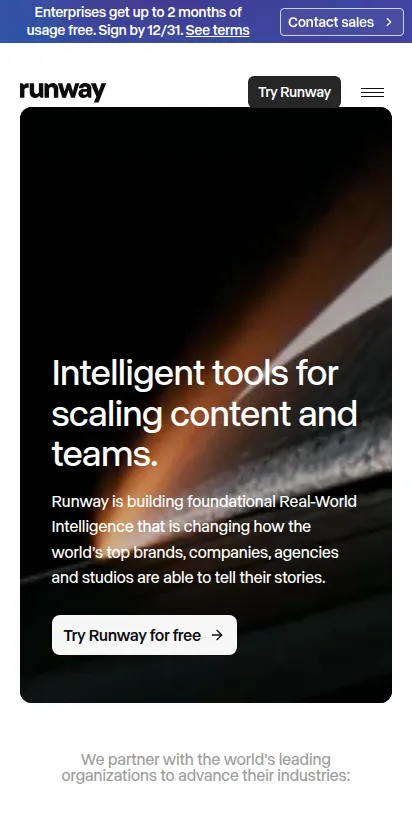 Enterprises get up to 2 months of
usage free. Sign by 12/31. See terms
Contact sales
runway
Try Runway
Intelligent tools for
scaling content and
teams.
Runway is building foundational Real-World
Intelligence that is changing how the
world's top brands, companies, agencies
and studios are able to tell their stories.
Try Runway for free
We partner with the world's leading
organizations to advance their industries: